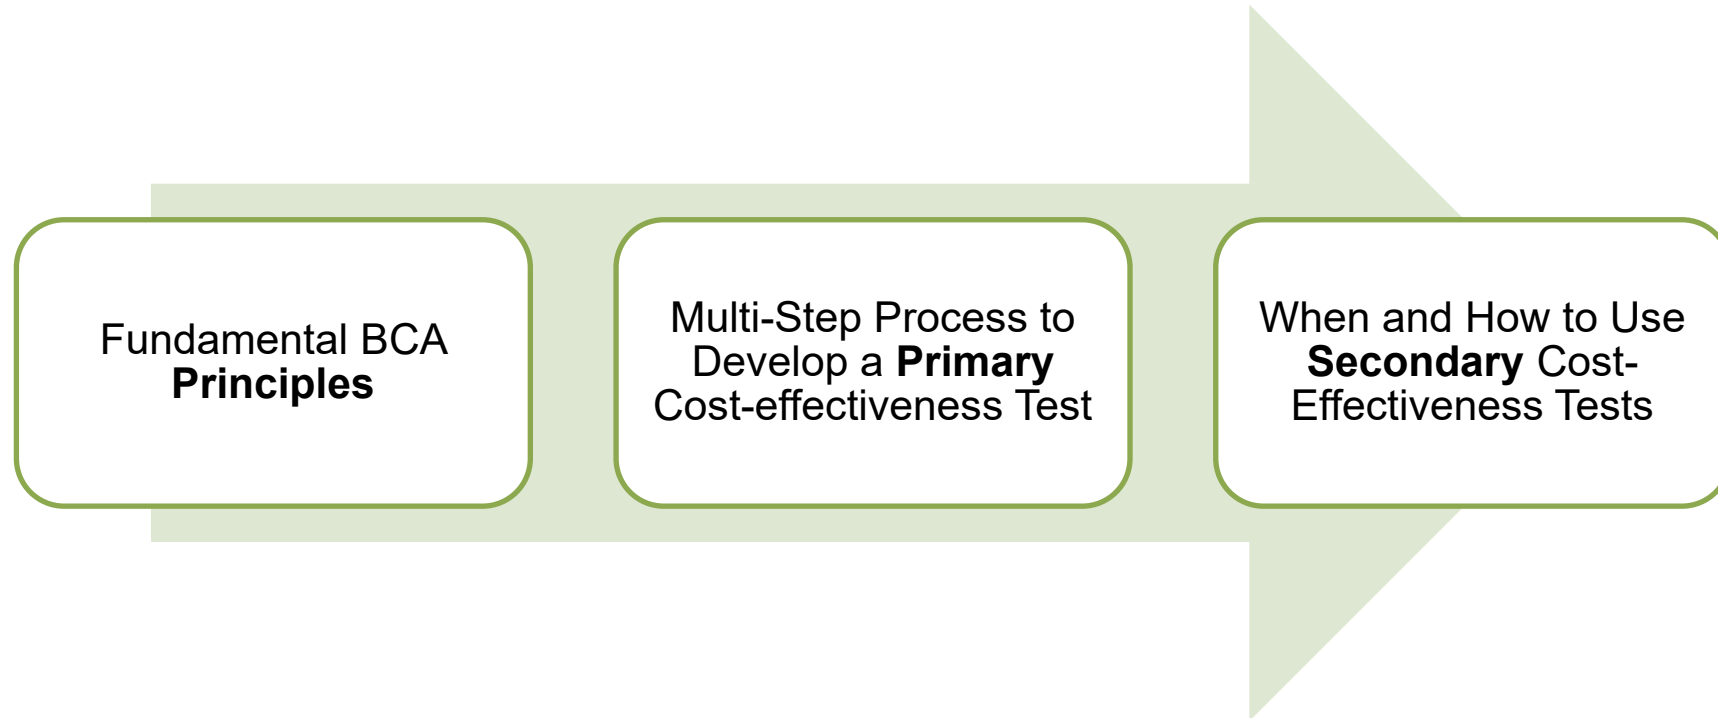 Fundamental BCA
Principles
Multi-Step Process to
Develop a Primary
Cost-effectiveness Test
When and How to Use
Secondary Cost-
Effectiveness Tests